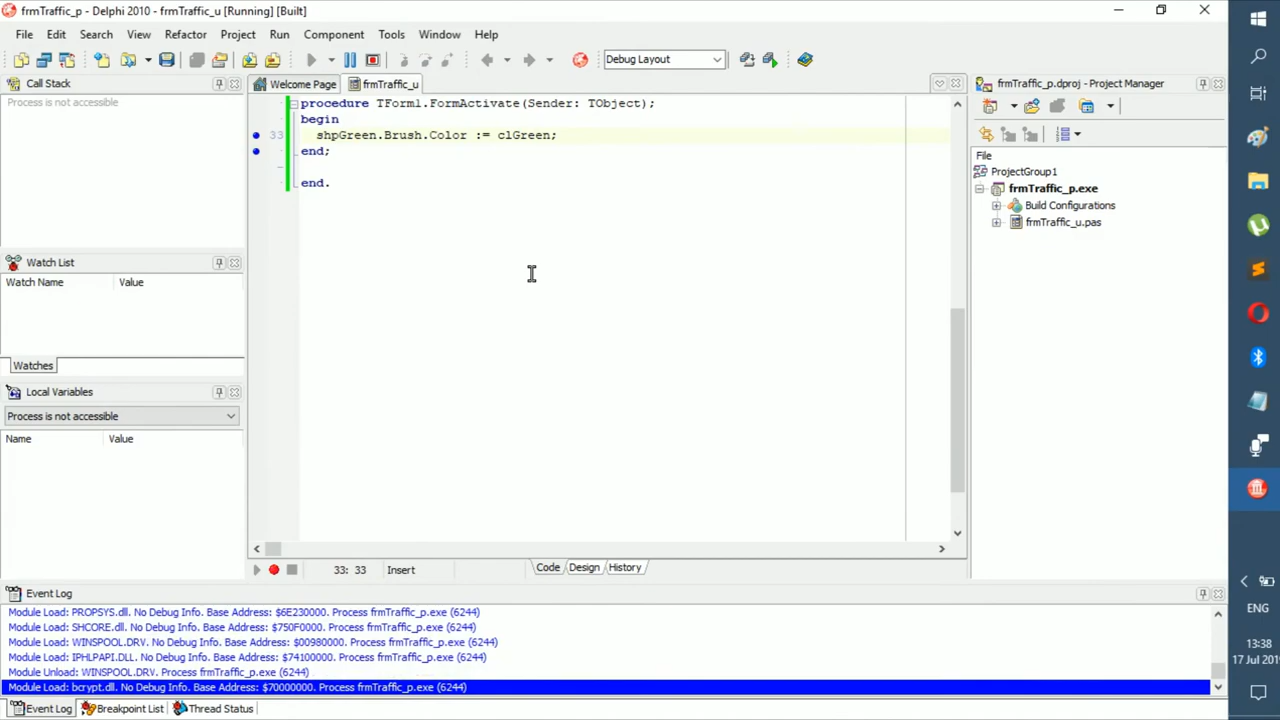 frmTraffic_p - Delphi 2010 - frmTraffic_u [Running] [Built]
File Edit Search View Refactor Project Run Component Tools Window Help
Debug Layout
Call Stack
Process is not accessible
Welcome Page
frmTraffic_u
frmTraffic_p.dproj - Project Manager
procedure TForm1.FormActivate(Sender: TObject);
begin
33
shpGreen.Brush.Color := clGreen;
end;
end.
File
ProjectGroup1
frmTraffic_p.exe
Build Configurations
frmTraffic_u.pas
Watch List
Watch Name Value
Watches
Local Variables
Process is not accessible
Name Value
33: 33 Insert
Code Design History
Event Log
Module Load: PROPSYS.dll. No Debug Info. Base Address: $6E230000. Process frmTraffic_p.exe (6244)
Module Load: SHCORE.dll. No Debug Info. Base Address: $750F0000. Process frmTraffic_p.exe (6244)
Module Load: WINSPOOL.DRV. No Debug Info. Base Address: $00980000. Process frmTraffic_p.exe (6244)
Module Load: IPHLPAPI.DLL. No Debug Info. Base Address: $74100000. Process frmTraffic_p.exe (6244)
Module Unload: WINSPOOL.DRV. Process frmTraffic_p.exe (6244)
Module Load: bcrypt.dll. No Debug Info. Base Address: $70000000. Process frmTraffic_p.exe (6244)
Event Log Breakpoint List Thread Status
ENG
13:38
17 Jul 201